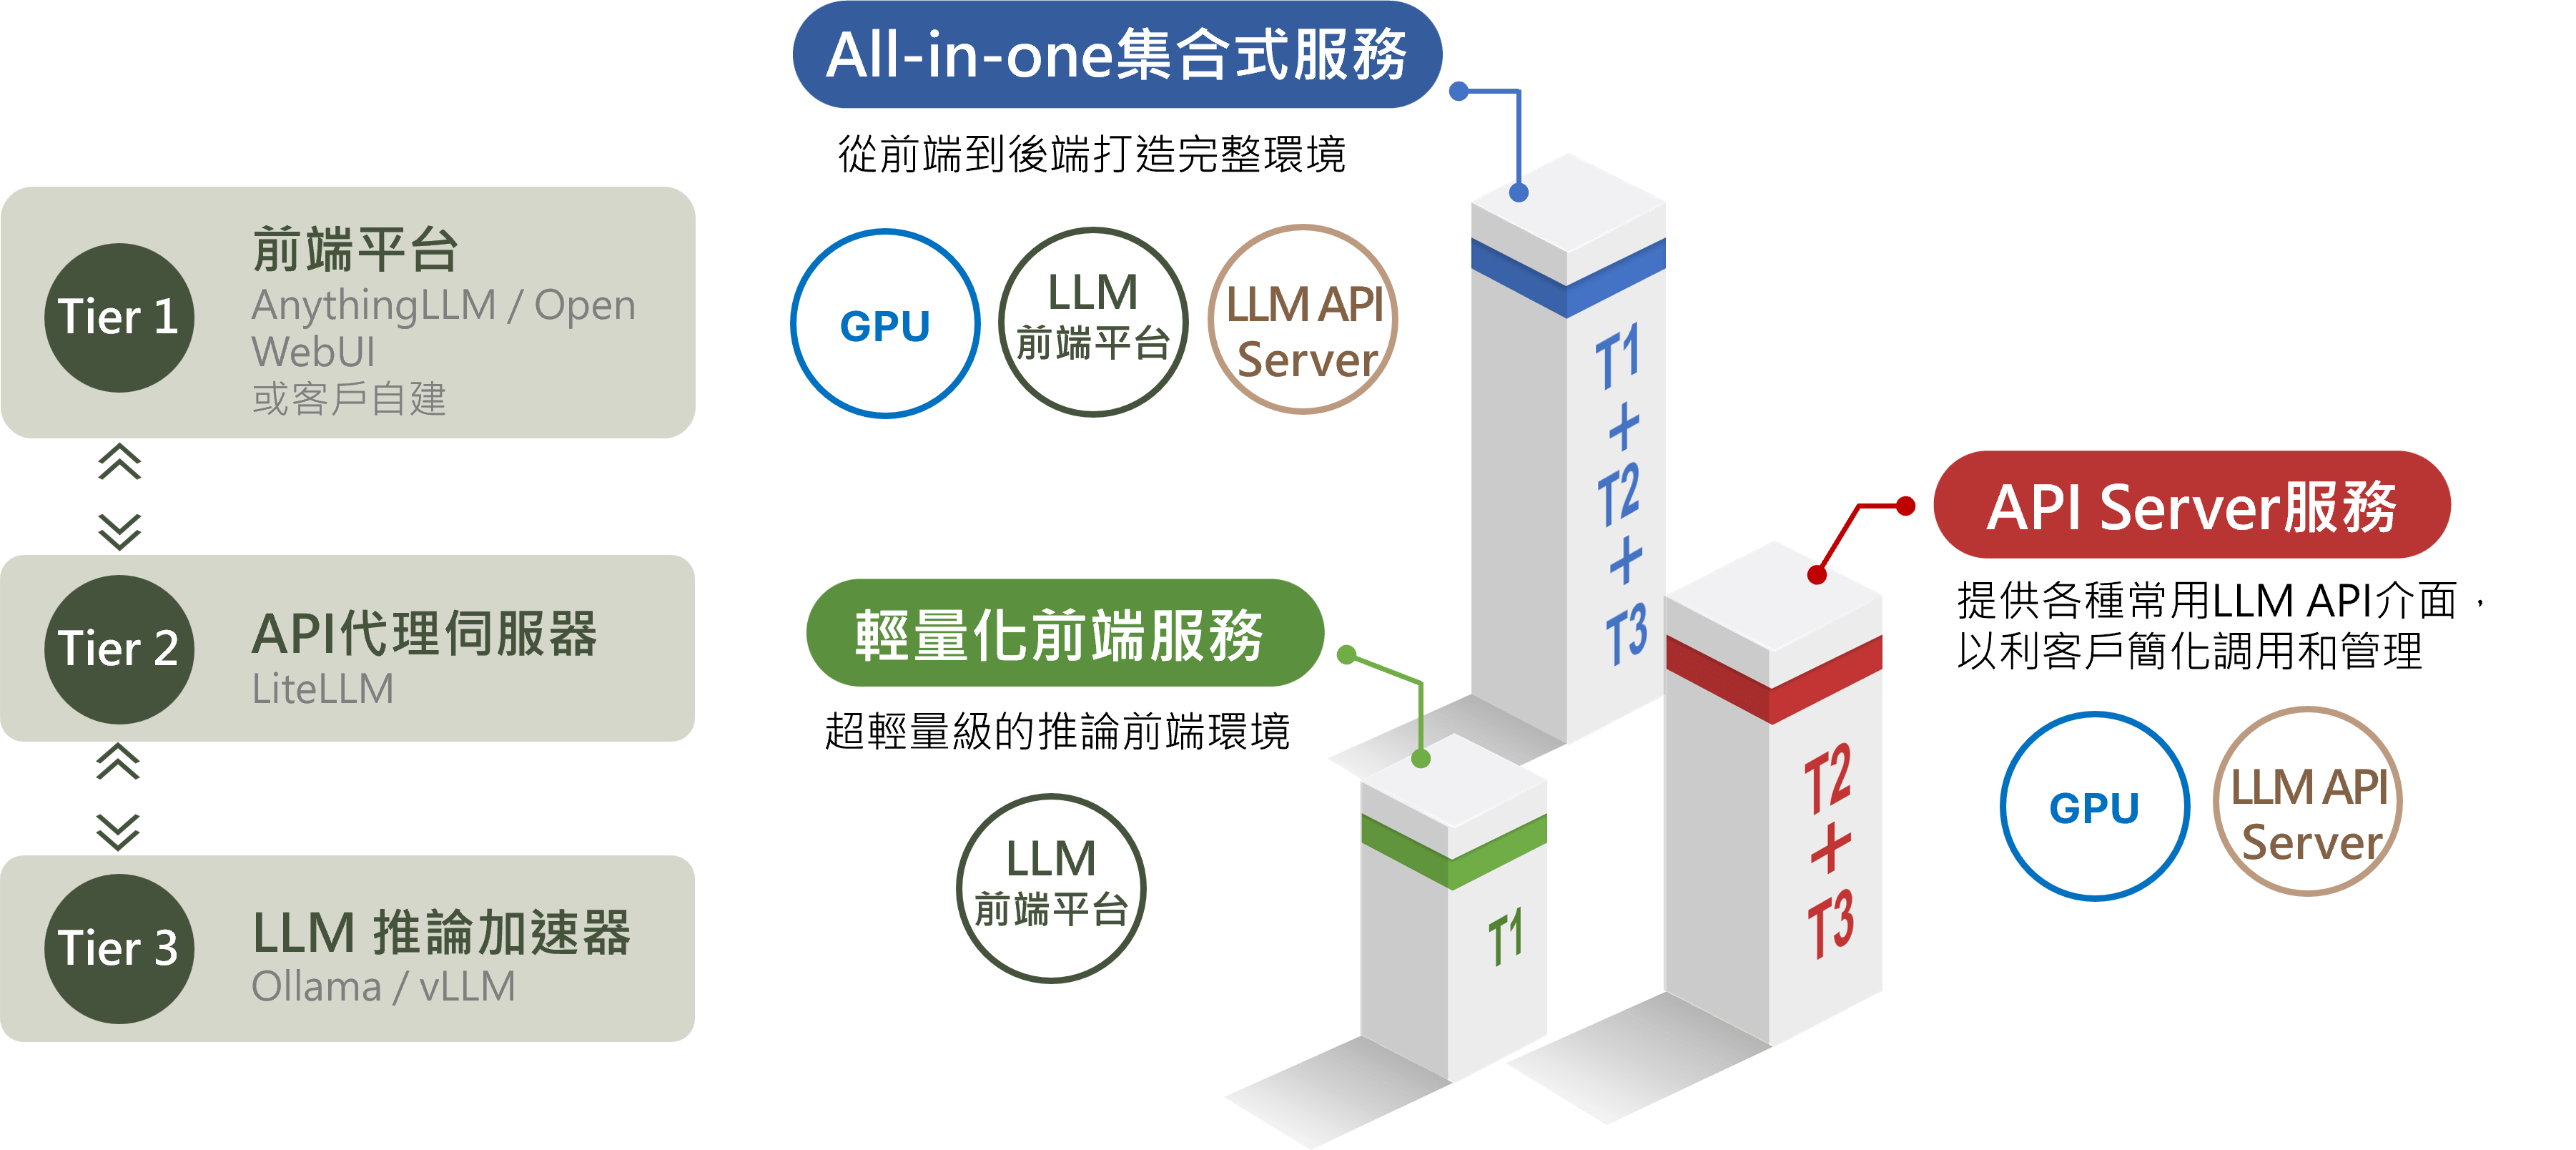 Tier 1
前端平台
AnythingLLM / Open
WebUI
或客戶自建
Tier 2
API代理伺服器
LiteLLM
Tier 3
LLM 推論加速器
Ollama / vLLM
All-in-one集合式服務
從前端到後端打造完整環境
GPU
LLM
前端平台
LLM API
Server
T1
+
T2
+
T3
輕量化前端服務
超輕量級的推論前端環境
LLM
前端平台
T1
API Server服務
提供各種常用LLM API介面，
以利客戶簡化調用和管理
GPU
LLM API
Server
T2
+
T3